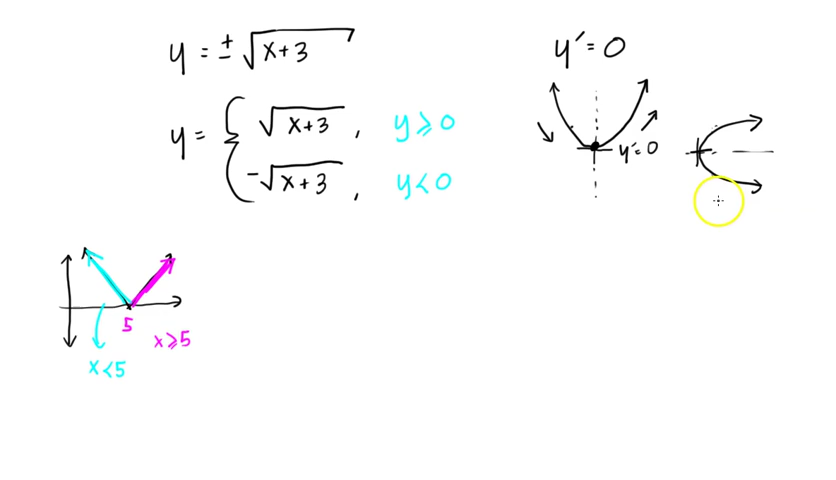 y = ± √x+3
y = { √x+3 , y ≥ 0
-√x+3 , y < 0
y′ = 0
y′=0
5
x ≥ 5
x < 5